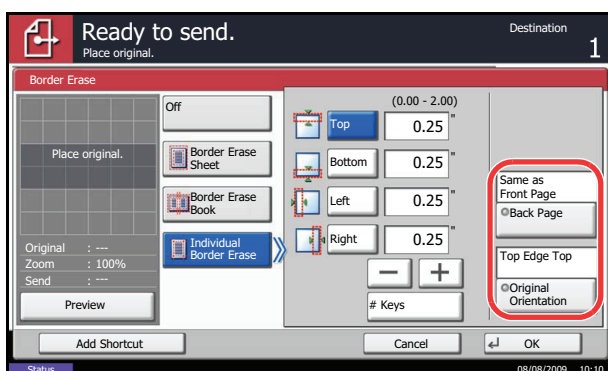 Ready to send.
Destination
Place original.
1
Border Erase
Place original.
Original : ---
Zoom : 100%
Send : ---
Preview
Off
Border Erase
Sheet
Border Erase
Book
Individual
Border Erase
(0.00 - 2.00)
Top 0.25 "
Bottom 0.25 "
Left 0.25 "
Right 0.25 "
− +
# Keys
Same as
Front Page
Back Page
Top Edge Top
Original
Orientation
Add Shortcut
Cancel
OK
Status
08/08/2009 10:10